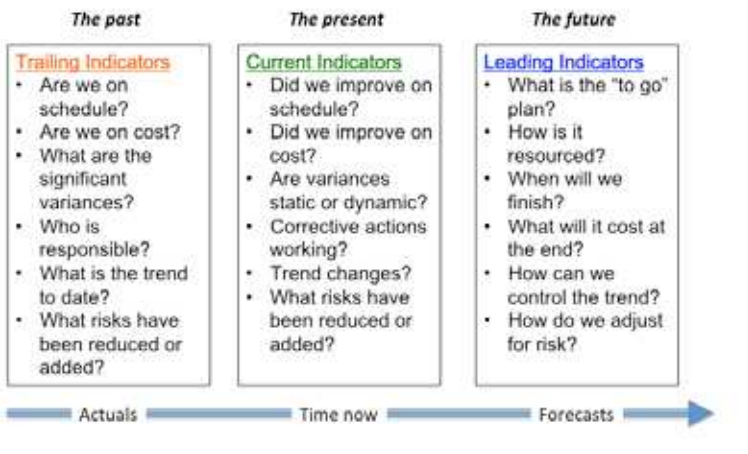 The past
Trailing Indicators
• Are we on
schedule?
• Are we on cost?
• What are the
significant
variances?
• Who is
responsible?
• What is the trend
to date?
• What risks have
been reduced or
added?
The present
Current Indicators
• Did we improve on
schedule?
• Did we improve on
cost?
• Are variances
static or dynamic?
• Corrective actions
working?
• Trend changes?
• What risks have
been reduced or
added?
The future
Leading Indicators
• What is the "to go"
plan?
• How is it
resourced?
• When will we
finish?
• What will it cost at
the end?
• How can we
control the trend?
• How do we adjust
for risk?
Actuals
Time now
Forecasts